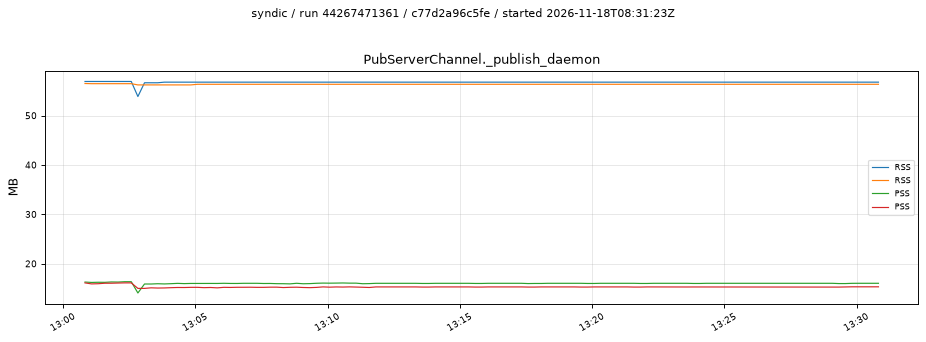 syndic / run 44267471361 / c77d2a96c5fe / started 2026-11-18T08:31:23Z
PubServerChannel._publish_daemon
MB
50
40
30
20
RSS
RSS
PSS
PSS
13:00
13:05
13:10
13:15
13:20
13:25
13:30